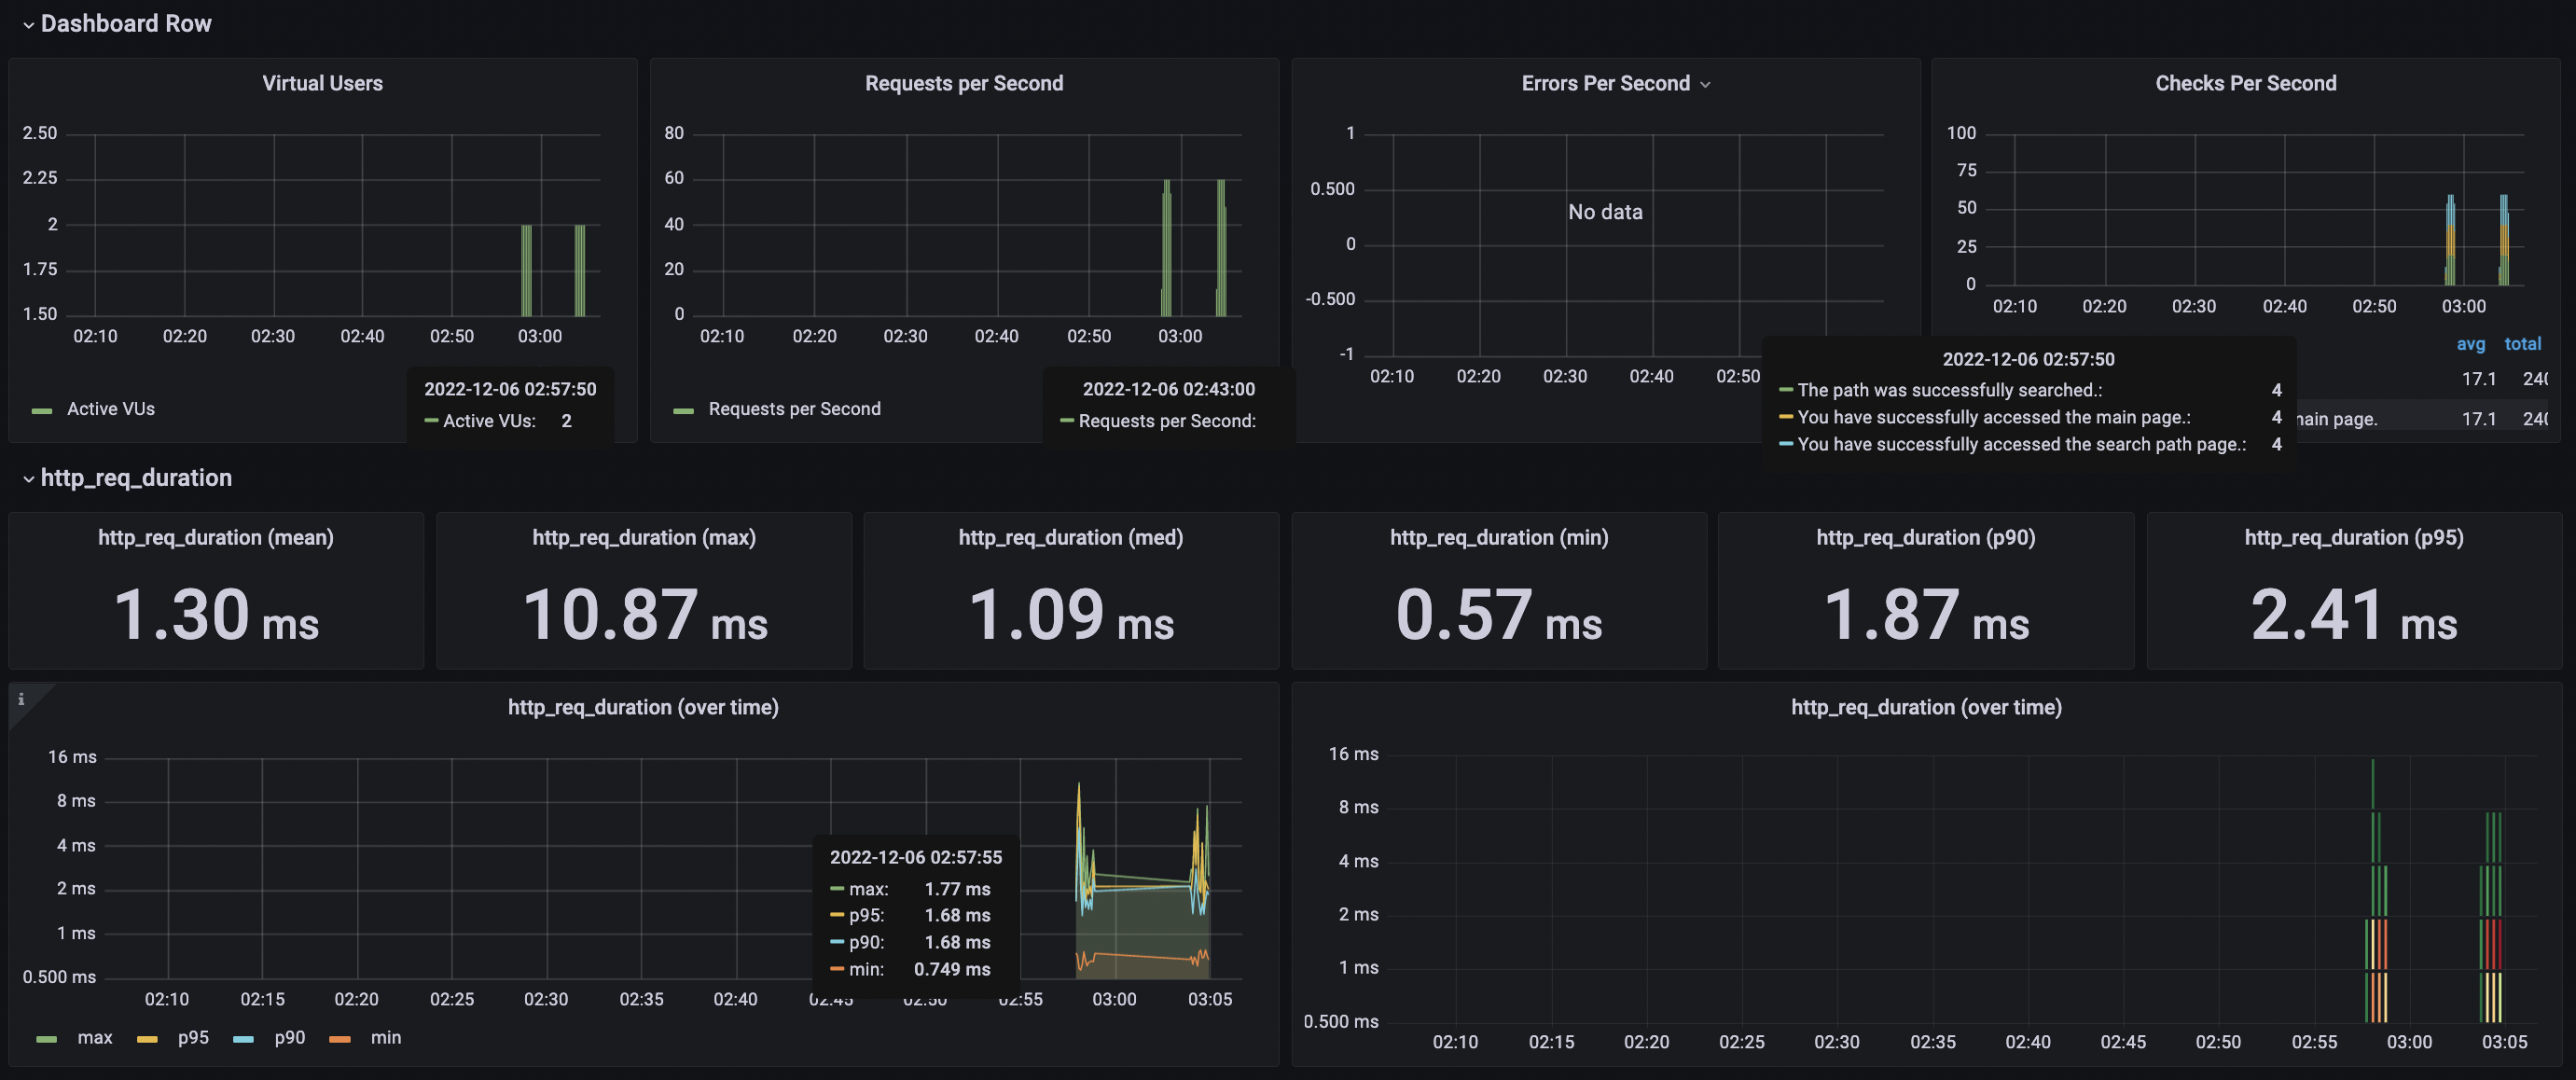 Dashboard Row
Virtual Users
2.50
2.25
2
1.75
1.50
02:10 02:20 02:30 02:40 02:50 03:00
Active VUs
2022-12-06 02:57:50
Active VUs: 2
Requests per Second
80
60
40
20
0
02:10 02:20 02:30 02:40 02:50 03:00
Requests per Second
2022-12-06 02:43:00
Requests per Second:
Errors Per Second
1
0.500
0
-0.500
-1
No data
02:10 02:20 02:30 02:40 02:50
Checks Per Second
100
75
50
25
0
02:10 02:20 02:30 02:40 02:50 03:00
avg total
17.1 240
main page. 17.1 240
2022-12-06 02:57:50
The path was successfully searched.: 4
You have successfully accessed the main page.: 4
You have successfully accessed the search path page.: 4
http_req_duration
http_req_duration (mean)
1.30 ms
http_req_duration (max)
10.87 ms
http_req_duration (med)
1.09 ms
http_req_duration (min)
0.57 ms
http_req_duration (p90)
1.87 ms
http_req_duration (p95)
2.41 ms
i
http_req_duration (over time)
16 ms
8 ms
4 ms
2 ms
1 ms
0.500 ms
02:10 02:15 02:20 02:25 02:30 02:35 02:40 02:45 02:50 02:55 03:00 03:05
2022-12-06 02:57:55
max: 1.77 ms
p95: 1.68 ms
p90: 1.68 ms
min: 0.749 ms
max p95 p90 min
http_req_duration (over time)
16 ms
8 ms
4 ms
2 ms
1 ms
0.500 ms
02:10 02:15 02:20 02:25 02:30 02:35 02:40 02:45 02:50 02:55 03:00 03:05